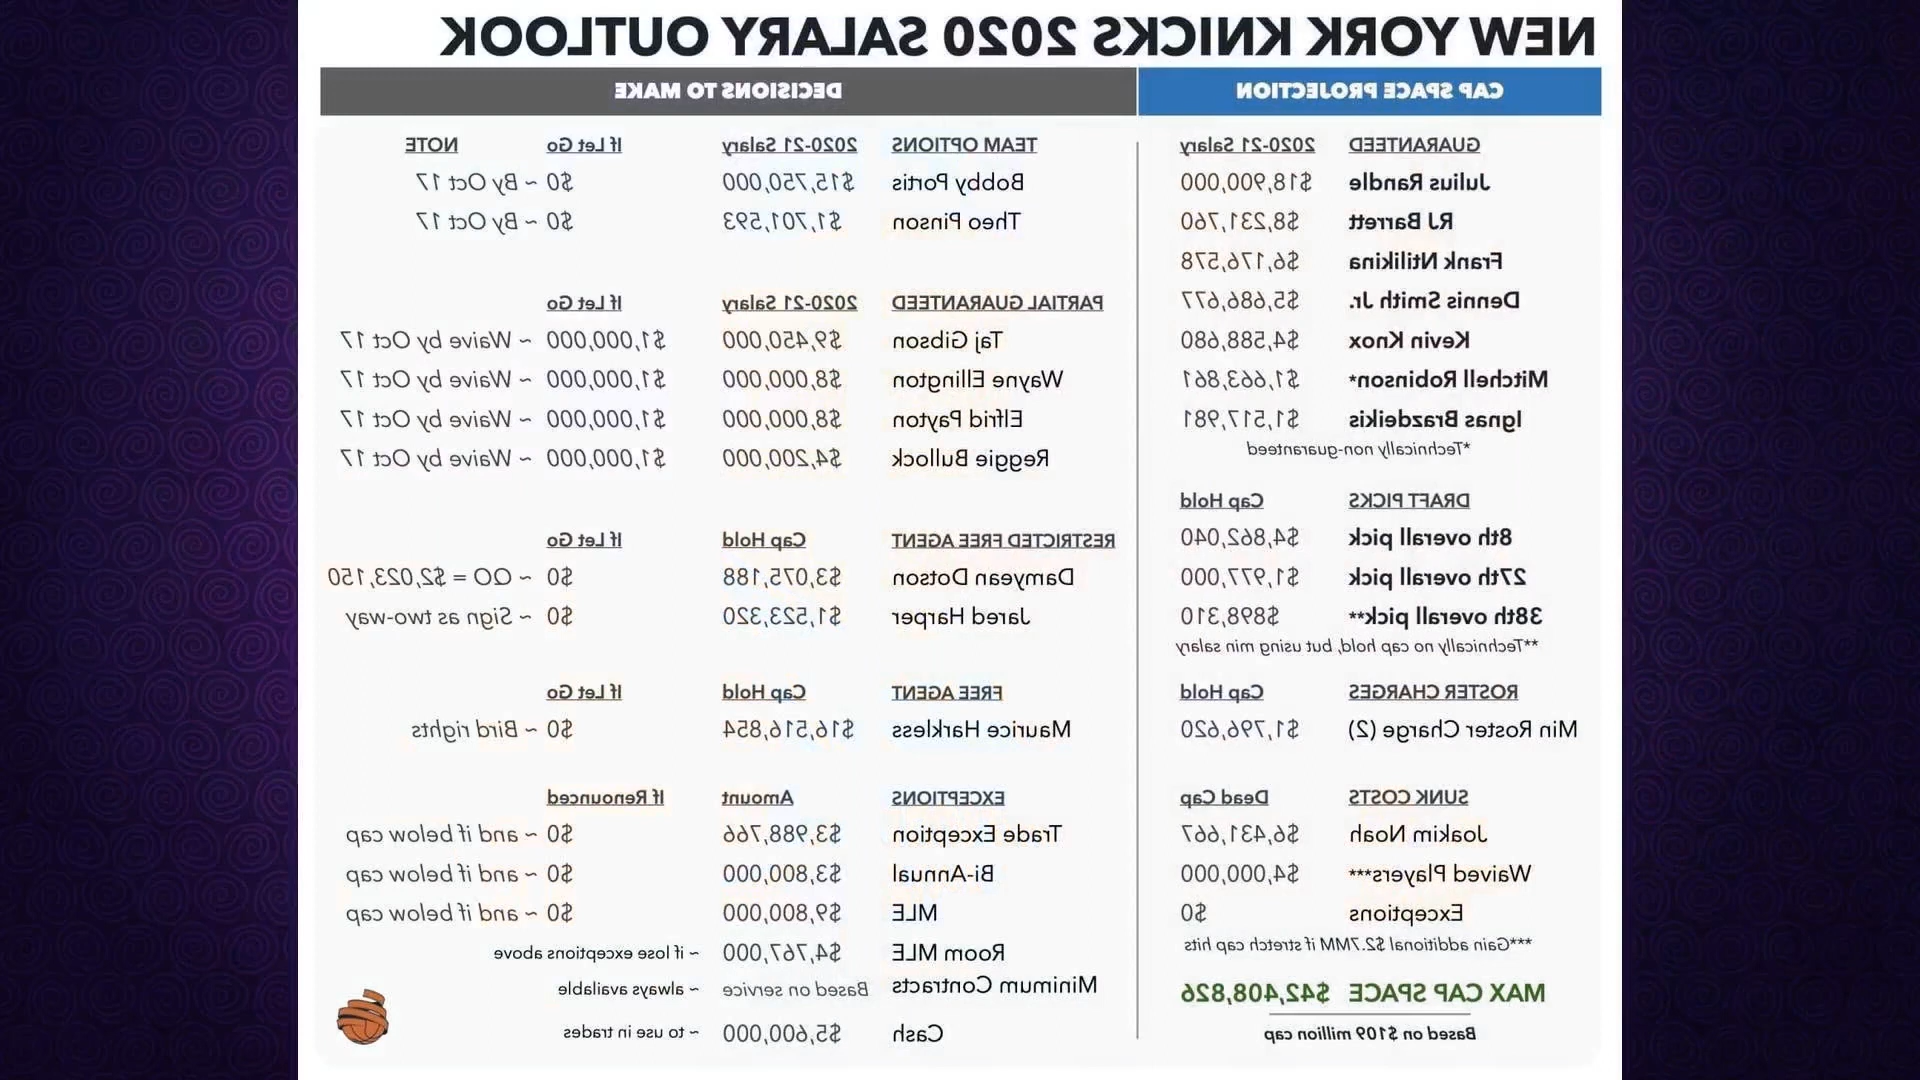 NEW YORK KNICKS 2020 SALARY OUTLOOK
CAP SPACE PROJECTION
GUARANTEED 2020-21 Salary
Julius Randle $18,900,000
RJ Barrett $8,231,760
Frank Ntilikina $6,176,578
Dennis Smith Jr. $5,686,677
Kevin Knox $4,588,680
Mitchell Robinson* $1,663,861
Ignas Brazdeikis $1,517,981
*Technically non-guaranteed
DRAFT PICKS Cap Hold
8th overall pick $4,862,040
27th overall pick $1,977,000
38th overall pick** $898,310
**Technically no cap hold, but using min salary
ROSTER CHARGES Cap Hold
Min Roster Charge (2) $1,796,620
SUNK COSTS Dead Cap
Joakim Noah $6,431,667
Waived Players*** $4,000,000
Exceptions $0
***Gain additional $2.7MM if stretch cap hits
MAX CAP SPACE $42,408,826
Based on $109 million cap
DECISIONS TO MAKE
TEAM OPTIONS 2020-21 Salary If Let Go NOTE
Bobby Portis $15,750,000 $0 ~ By Oct 17
Theo Pinson $1,701,593 $0 ~ By Oct 17
PARTIAL GUARANTEED 2020-21 Salary If Let Go
Taj Gibson $9,450,000 $1,000,000 ~ Waive by Oct 17
Wayne Ellington $8,000,000 $1,000,000 ~ Waive by Oct 17
Elfrid Payton $8,000,000 $1,000,000 ~ Waive by Oct 17
Reggie Bullock $4,200,000 $1,000,000 ~ Waive by Oct 17
RESTRICTED FREE AGENT Cap Hold If Let Go
Damyean Dotson $3,075,188 $0 ~ QO = $2,023,150
Jared Harper $1,523,320 $0 ~ Sign as two-way
FREE AGENT Cap Hold If Let Go
Maurice Harkless $16,516,854 $0 ~ Bird rights
EXCEPTIONS Amount If Renounced
Trade Exception $3,988,766 $0 ~ and if below cap
Bi-Annual $3,800,000 $0 ~ and if below cap
MLE $9,800,000 $0 ~ and if below cap
Room MLE $4,767,000 ~ if lose exceptions above
Minimum Contracts Based on service ~ always available
Cash $5,600,000 ~ to use in trades